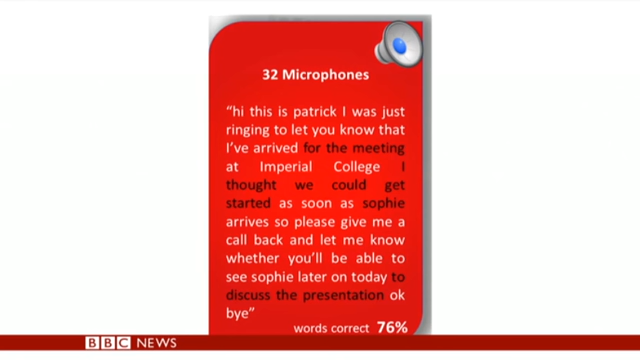 32 Microphones
“hi this is patrick I was just
ringing to let you know that
I’ve arrived for the meeting
at Imperial College I
thought we could get
started as soon as sophie
arrives so please give me a
call back and let me know
whether you’ll be able to
see sophie later on today to
discuss the presentation ok
bye”
words correct 76%
BBC NEWS